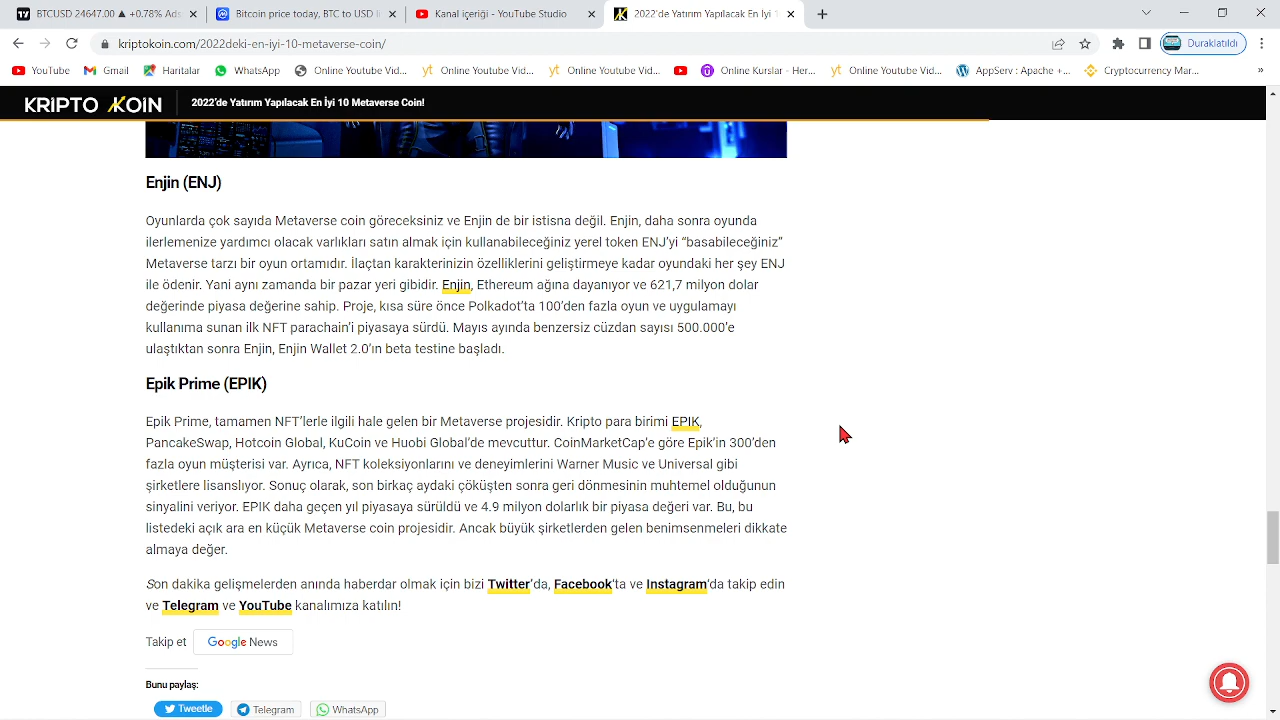 BTCUSD 24647.00 ▲ +0.78% Ads
Bitcoin price today, BTC to USD li
Kanal içeriği - YouTube Studio
2022'de Yatırım Yapılacak En İyi 1
kriptokoin.com/2022deki-en-iyi-10-metaverse-coin/
Duraklatıldı
YouTube
Gmail
Haritalar
WhatsApp
Online Youtube Vid...
Online Youtube Vid...
Online Youtube Vid...
Online Kurslar - Her...
Online Youtube Vid...
AppServ : Apache +...
Cryptocurrency Mar...
KRİPTO KOİN
2022'de Yatırım Yapılacak En İyi 10 Metaverse Coin!
Enjin (ENJ)
Oyunlarda çok sayıda Metaverse coin göreceksiniz ve Enjin de bir istisna değil. Enjin, daha sonra oyunda
ilerlemenize yardımcı olacak varlıkları satın almak için kullanabileceğiniz yerel token ENJ'yi “basabileceğiniz”
Metaverse tarzı bir oyun ortamıdır. İlaçtan karakterinizin özelliklerini geliştirmeye kadar oyundaki her şey ENJ
ile ödenir. Yani aynı zamanda bir pazar yeri gibidir. Enjin, Ethereum ağına dayanıyor ve 621,7 milyon dolar
değerinde piyasa değerine sahip. Proje, kısa süre önce Polkadot'ta 100'den fazla oyun ve uygulamayı
kullanıma sunan ilk NFT parachain'i piyasaya sürdü. Mayıs ayında benzersiz cüzdan sayısı 500.000'e
ulaştıktan sonra Enjin, Enjin Wallet 2.0'ın beta testine başladı.
Epik Prime (EPIK)
Epik Prime, tamamen NFT'lerle ilgili hale gelen bir Metaverse projesidir. Kripto para birimi EPIK,
PancakeSwap, Hotcoin Global, KuCoin ve Huobi Global'de mevcuttur. CoinMarketCap'e göre Epik'in 300'den
fazla oyun müşterisi var. Ayrıca, NFT koleksiyonlarını ve deneyimlerini Warner Music ve Universal gibi
şirketlere lisanslıyor. Sonuç olarak, son birkaç aydaki çöküşten sonra geri dönmesinin muhtemel olduğunun
sinyalini veriyor. EPIK daha geçen yıl piyasaya sürüldü ve 4.9 milyon dolarlık bir piyasa değeri var. Bu, bu
listedeki açık ara en küçük Metaverse coin projesidir. Ancak büyük şirketlerden gelen benimsenmeleri dikkate
almaya değer.
Son dakika gelişmelerden anında haberdar olmak için bizi Twitter'da, Facebook'ta ve Instagram'da takip edin
ve Telegram ve YouTube kanalımıza katılın!
Takip et Google News
Bunu paylaş:
Tweetle
Telegram
WhatsApp